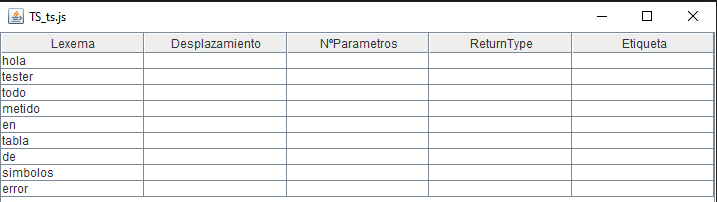 TS_ts.js
Lexema Desplazamiento NºParametros ReturnType Etiqueta
hola
tester
todo
metido
en
tabla
de
simbolos
error